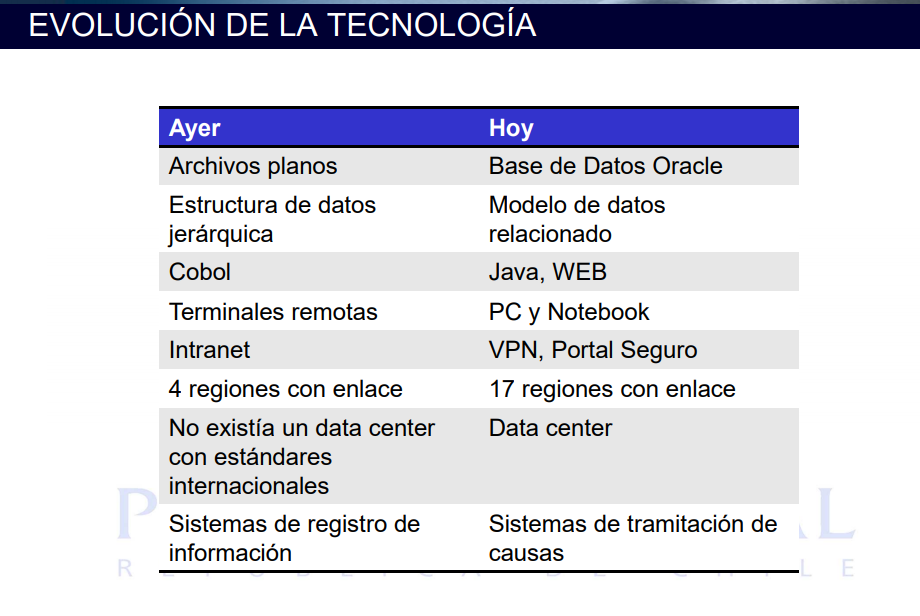 EVOLUCIÓN DE LA TECNOLOGÍA
Ayer Hoy
Archivos planos Base de Datos Oracle
Estructura de datos Modelo de datos
jerárquica relacionado
Cobol Java, WEB
Terminales remotas PC y Notebook
Intranet VPN, Portal Seguro
4 regiones con enlace 17 regiones con enlace
No existía un data center Data center
con estándares
internacionales
Sistemas de registro de Sistemas de tramitación de
información causas